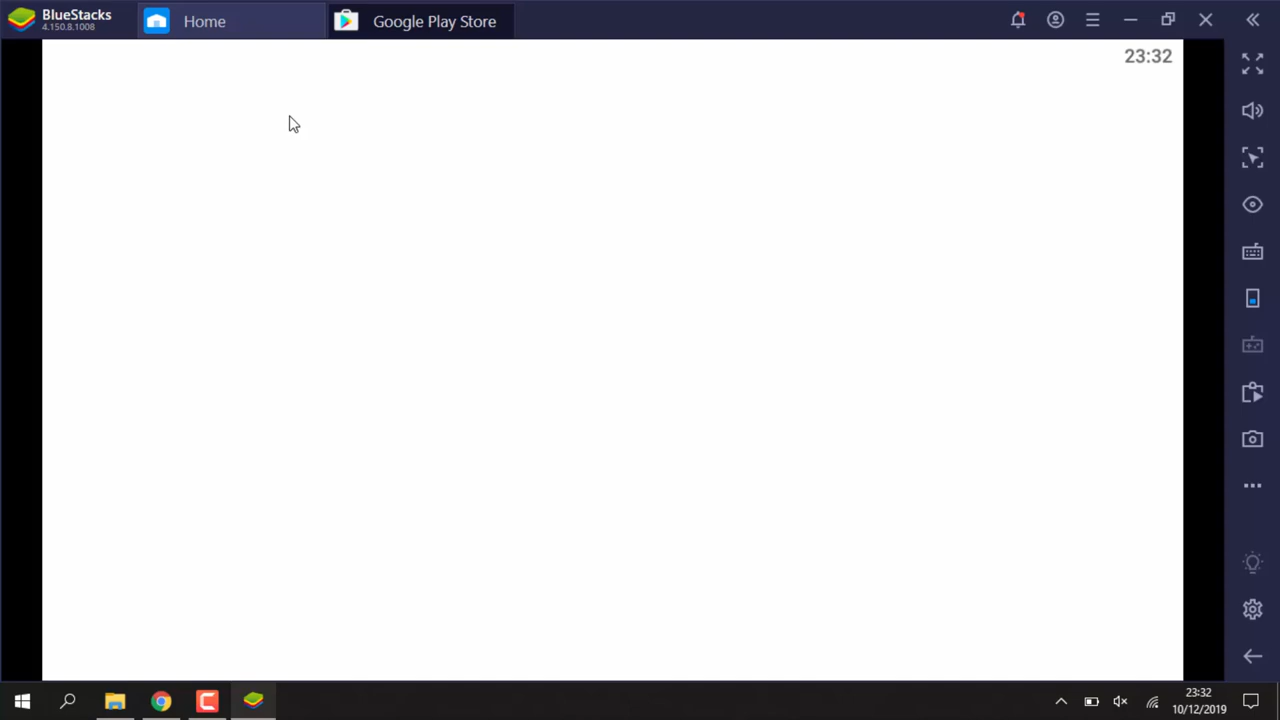 BlueStacks
4.150.8.1008
Home
Google Play Store
23:32
23:32
10/12/2019